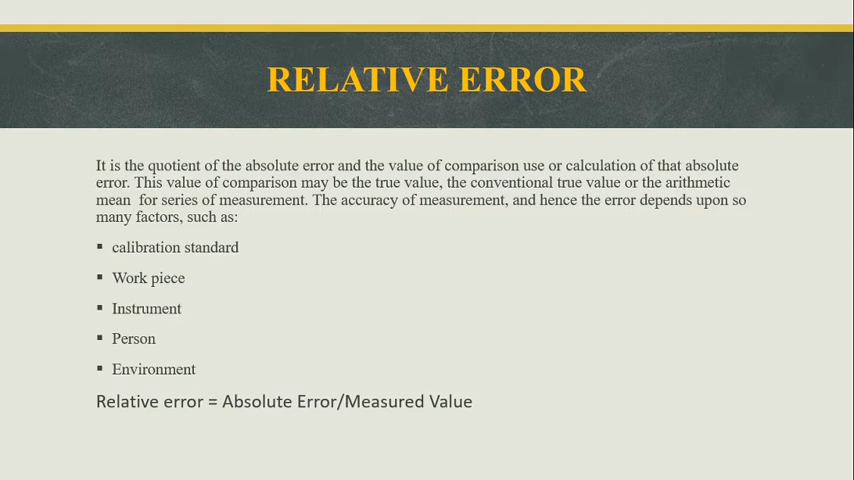 RELATIVE ERROR
It is the quotient of the absolute error and the value of comparison use or calculation of that absolute
error. This value of comparison may be the true value, the conventional true value or the arithmetic
mean  for series of measurement. The accuracy of measurement, and hence the error depends upon so
many factors, such as:
▪ calibration standard
▪ Work piece
▪ Instrument
▪ Person
▪ Environment
Relative error = Absolute Error/Measured Value